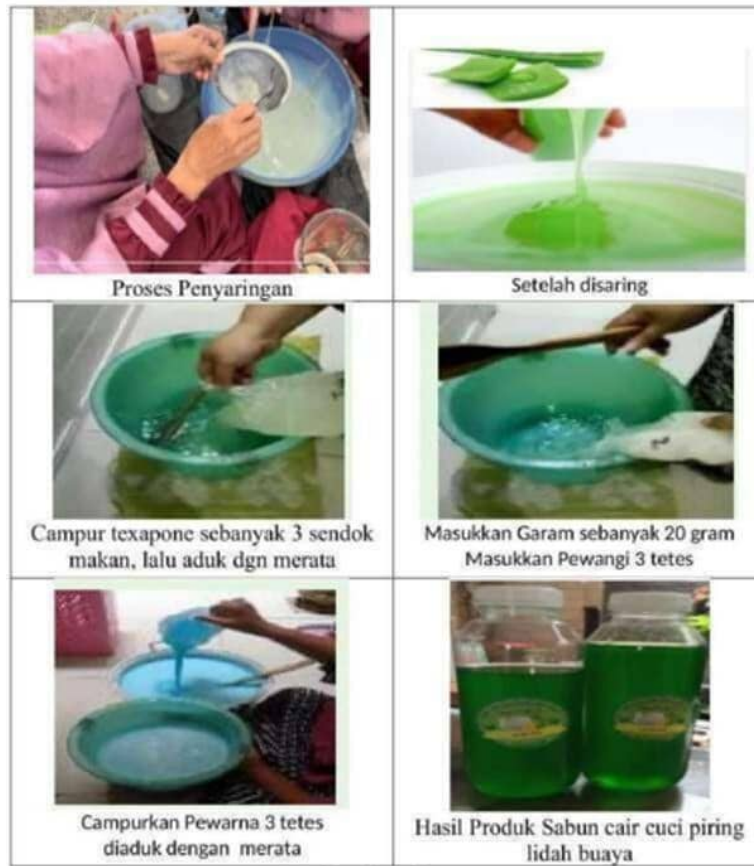 Proses Penyaringan
Setelah disaring
Campur texapone sebanyak 3 sendok
makan, lalu aduk dgn merata
Masukkan Garam sebanyak 20 gram
Masukkan Pewangi 3 tetes
Campurkan Pewarna 3 tetes
diaduk dengan merata
Hasil Produk Sabun cair cuci piring
lidah buaya